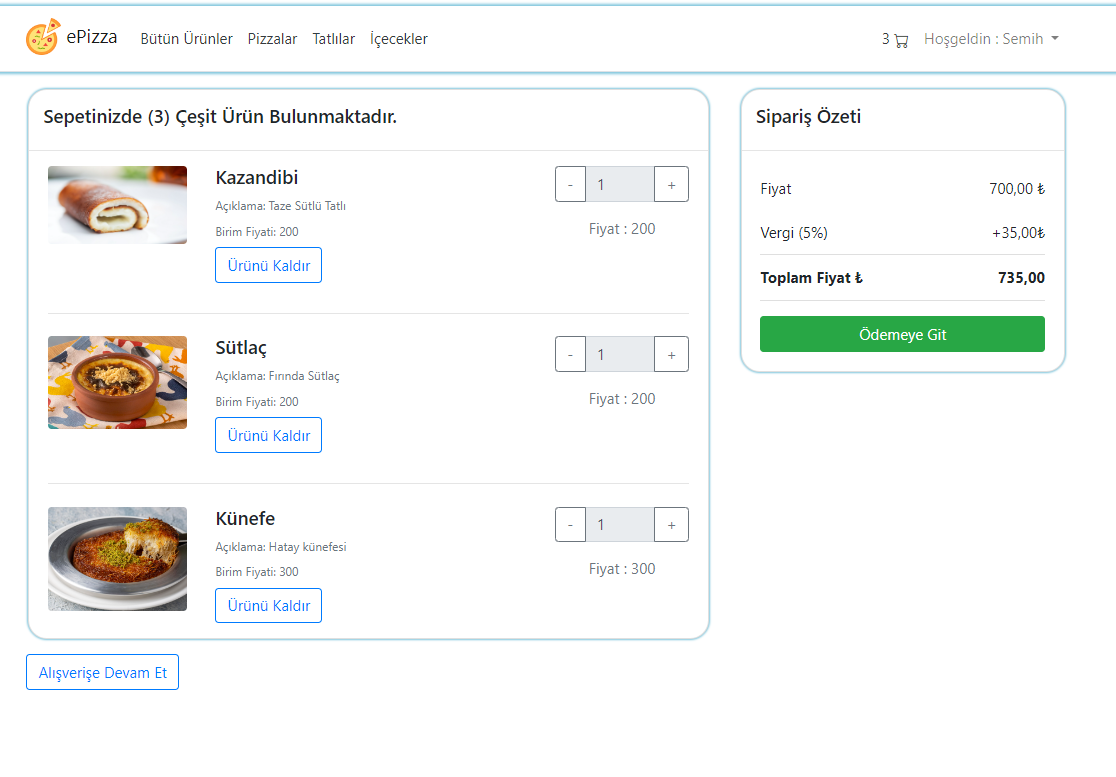 ePizza Bütün Ürünler Pizzalar Tatlılar İçecekler 3 Hoşgeldin : Semih
Sepetinizde (3) Çeşit Ürün Bulunmaktadır.
Kazandibi
Açıklama: Taze Sütlü Tatlı
Birim Fiyati: 200
Ürünü Kaldır
- 1 +
Fiyat : 200
Sütlaç
Açıklama: Fırında Sütlaç
Birim Fiyati: 200
Ürünü Kaldır
- 1 +
Fiyat : 200
Künefe
Açıklama: Hatay künefesi
Birim Fiyati: 300
Ürünü Kaldır
- 1 +
Fiyat : 300
Alışverişe Devam Et
Sipariş Özeti
Fiyat 700,00 ₺
Vergi (5%) +35,00₺
Toplam Fiyat ₺ 735,00
Ödemeye Git